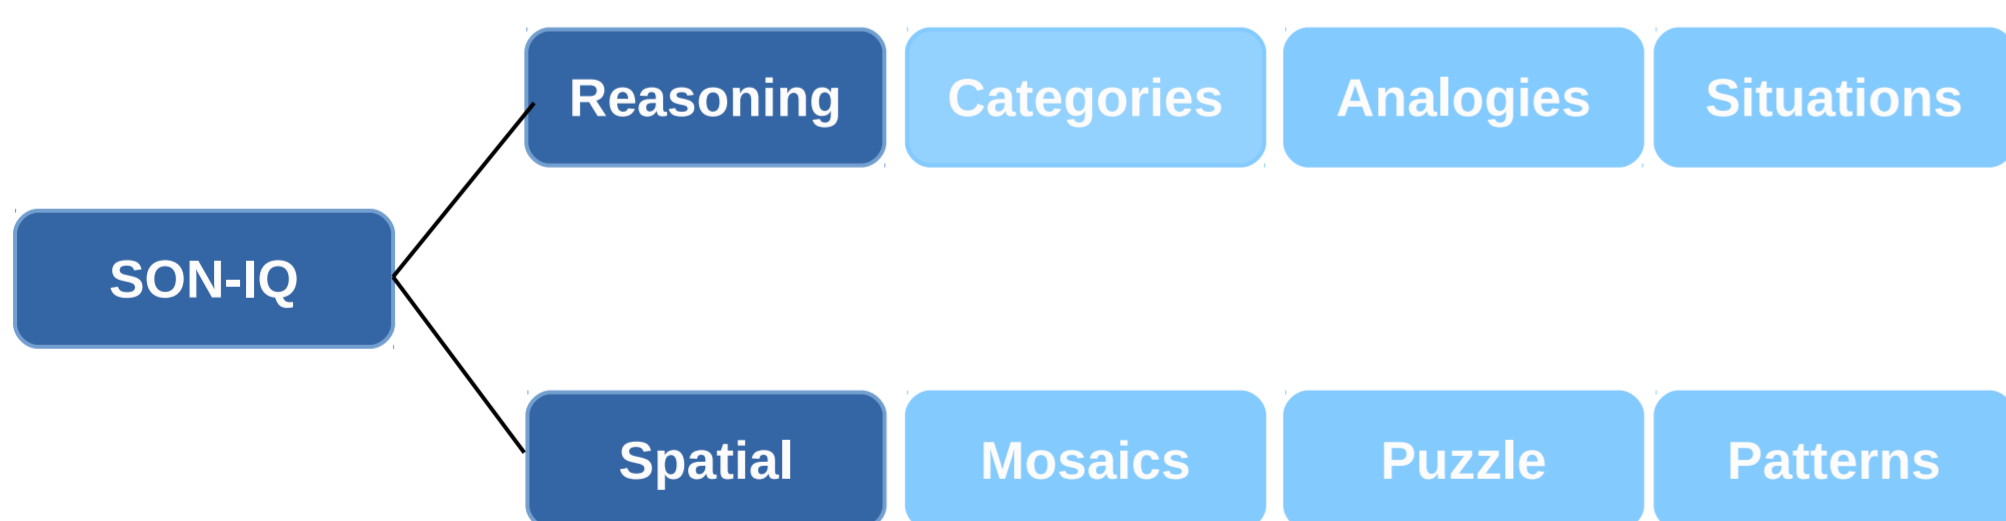 Reasoning Categories Analogies Situations
SON-IQ
Spatial Mosaics Puzzle Patterns